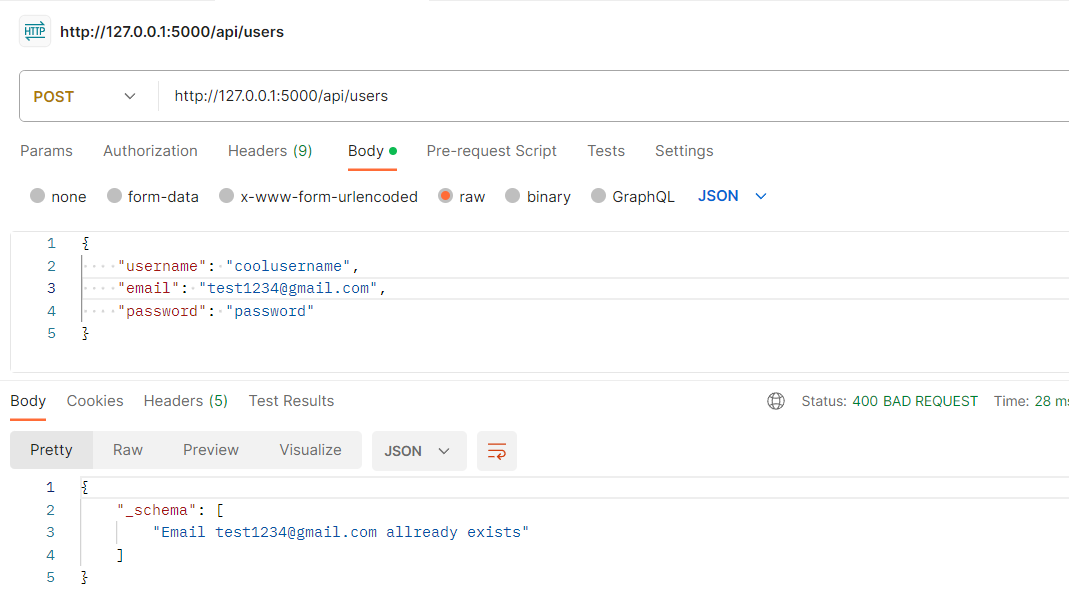 HTTP http://127.0.0.1:5000/api/users
POST http://127.0.0.1:5000/api/users
Params Authorization Headers (9) Body Pre-request Script Tests Settings
none form-data x-www-form-urlencoded raw binary GraphQL JSON
1 {
2 "username": "coolusername",
3 "email": "test1234@gmail.com",
4 "password": "password"
5 }
Body Cookies Headers (5) Test Results Status: 400 BAD REQUEST Time: 28 ms
Pretty Raw Preview Visualize JSON
1 {
2 "_schema": [
3 "Email test1234@gmail.com allready exists"
4 ]
5 }